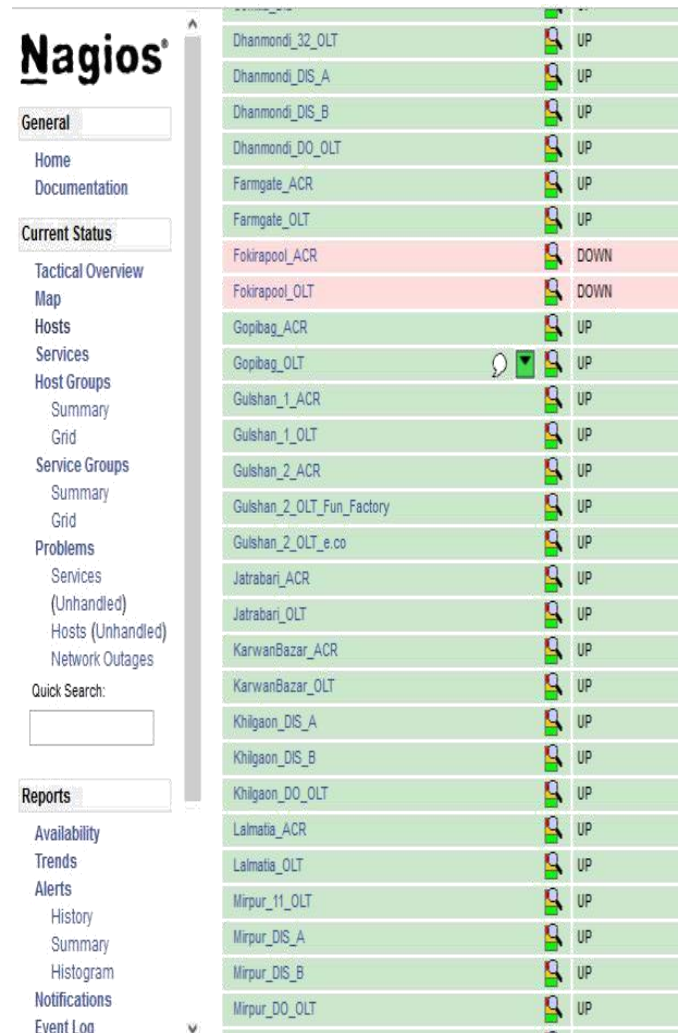 Nagios®
General
Home
Documentation
Current Status
Tactical Overview
Map
Hosts
Services
Host Groups
Summary
Grid
Service Groups
Summary
Grid
Problems
Services
(Unhandled)
Hosts (Unhandled)
Network Outages
Quick Search:
Reports
Availability
Trends
Alerts
History
Summary
Histogram
Notifications
Event Log
Dhanmondi_32_OLT UP
Dhanmondi_DIS_A UP
Dhanmondi_DIS_B UP
Dhanmondi_DO_OLT UP
Farmgate_ACR UP
Farmgate_OLT UP
Fokirapool_ACR DOWN
Fokirapool_OLT DOWN
Gopibag_ACR UP
Gopibag_OLT UP
Gulshan_1_ACR UP
Gulshan_1_OLT UP
Gulshan_2_ACR UP
Gulshan_2_OLT_Fun_Factory UP
Gulshan_2_OLT_e.co UP
Jatrabari_ACR UP
Jatrabari_OLT UP
KarwanBazar_ACR UP
KarwanBazar_OLT UP
Khilgaon_DIS_A UP
Khilgaon_DIS_B UP
Khilgaon_DO_OLT UP
Lalmatia_ACR UP
Lalmatia_OLT UP
Mirpur_11_OLT UP
Mirpur_DIS_A UP
Mirpur_DIS_B UP
Mirpur_DO_OLT UP